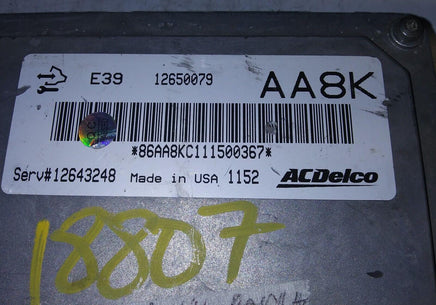 E39 12650079 AA8K
*86AA8KC111500367*
Serv#12643248 Made in USA 1152 ACDelco
18807